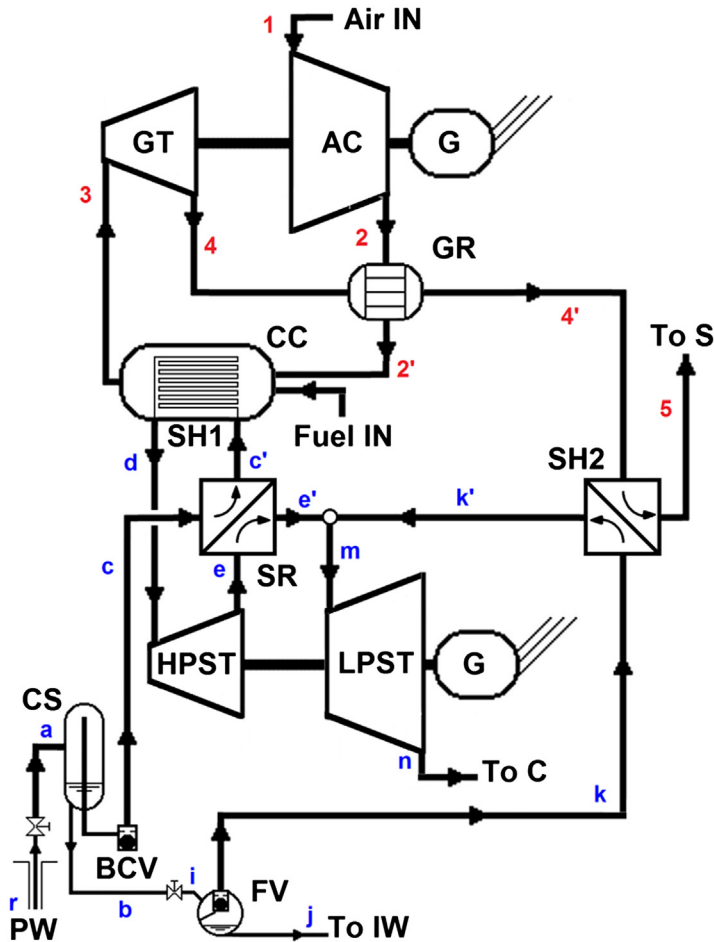 1 Air IN
GT AC G
3
4 2 GR
4'
CC 2' To S
5
SH1 Fuel IN
d c' SH2
e' k'
c e SR m
HPST LPST G
CS
a
n To C
k
BCV
i FV
r b
PW j To IW